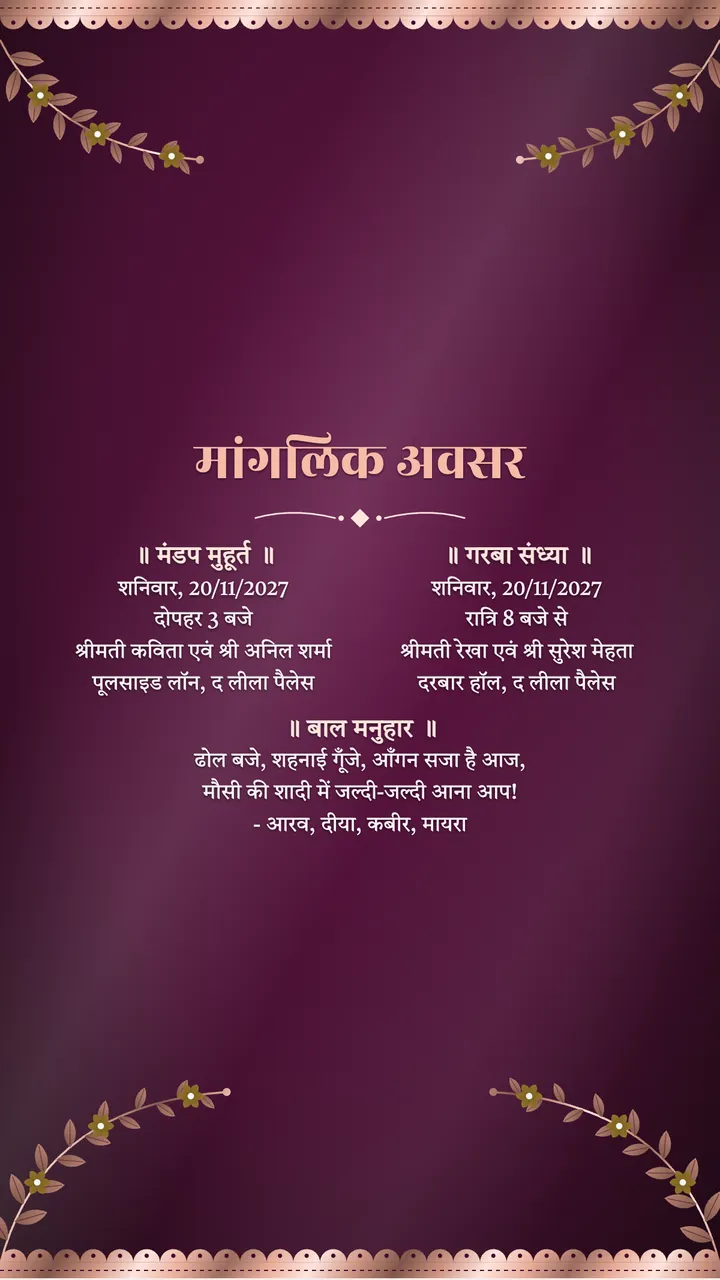 मांगलिक अवसर
॥ मंडप मुहूर्त ॥
शनिवार, 20/11/2027
दोपहर 3 बजे
श्रीमती कविता एवं श्री अनिल शर्मा
पूलसाइड लॉन, द लीला पैलेस
॥ गरबा संध्या ॥
शनिवार, 20/11/2027
रात्रि 8 बजे से
श्रीमती रेखा एवं श्री सुरेश मेहता
दरबार हॉल, द लीला पैलेस
॥ बाल मनुहार ॥
ढोल बजे, शहनाई गूँजे, आँगन सजा है आज,
मौसी की शादी में जल्दी-जल्दी आना आप!
- आरव, दीया, कबीर, मायरा